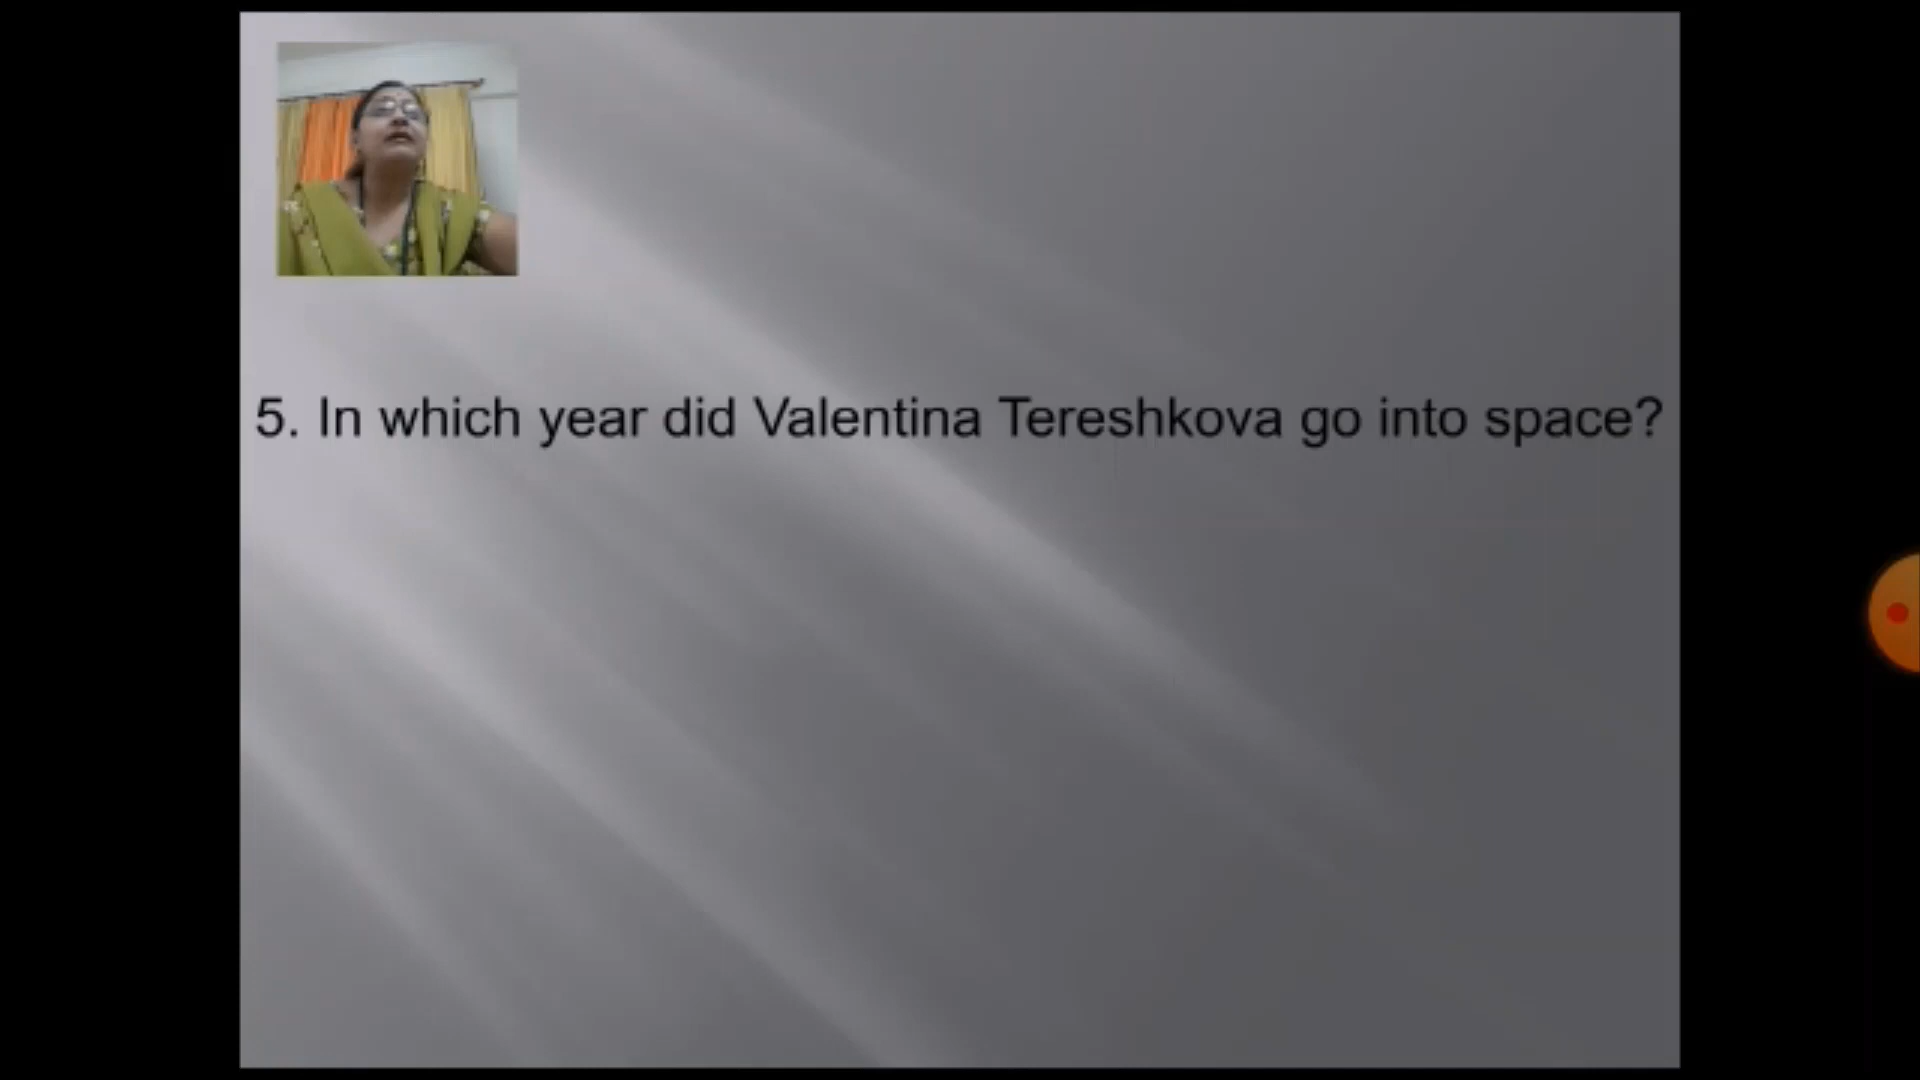 5. In which year did Valentina Tereshkova go into space?